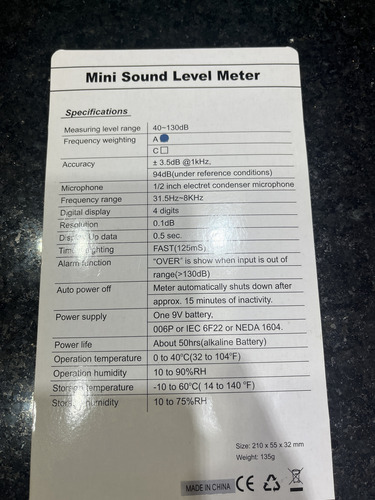 Mini Sound Level Meter
Specifications
Measuring level range 40~130dB
Frequency weighting A
C
Accuracy ± 3.5dB @1kHz,
94dB(under reference conditions)
Microphone 1/2 inch electret condenser microphone
Frequency range 31.5Hz~8KHz
Digital display 4 digits
Resolution 0.1dB
Display Up data 0.5 sec.
Time weighting FAST(125mS)
Alarm function "OVER" is show when input is out of
range(>130dB)
Auto power off Meter automatically shuts down after
approx. 15 minutes of inactivity.
Power supply One 9V battery,
006P or IEC 6F22 or NEDA 1604.
Power life About 50hr(alkaline Battery)
Operation temperature 0 to 40°C(32 to 104°F)
Operation humidity 10 to 90%RH
Storage temperature -10 to 60°C( 14 to 140 °F)
Storage humidity 10 to 75%RH
Size: 210 x 55 x 32 mm
Weight: 135g
MADE IN CHINA CE